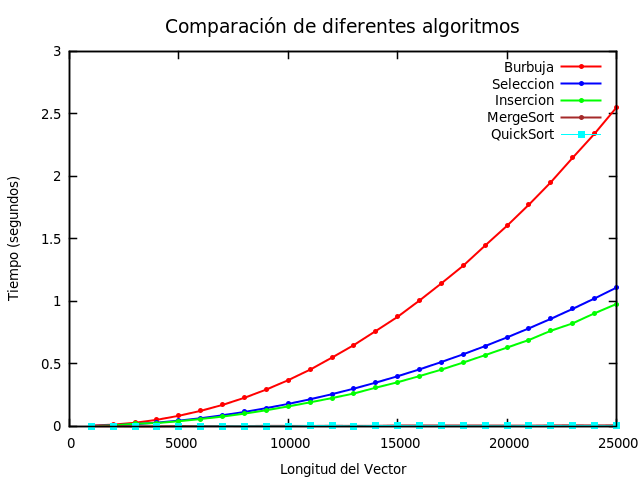 Comparación de diferentes algoritmos
3
2.5
2
1.5
1
0.5
0
Tiempo (segundos)
Burbuja
Seleccion
Insercion
MergeSort
QuickSort
0 5000 10000 15000 20000 25000
Longitud del Vector